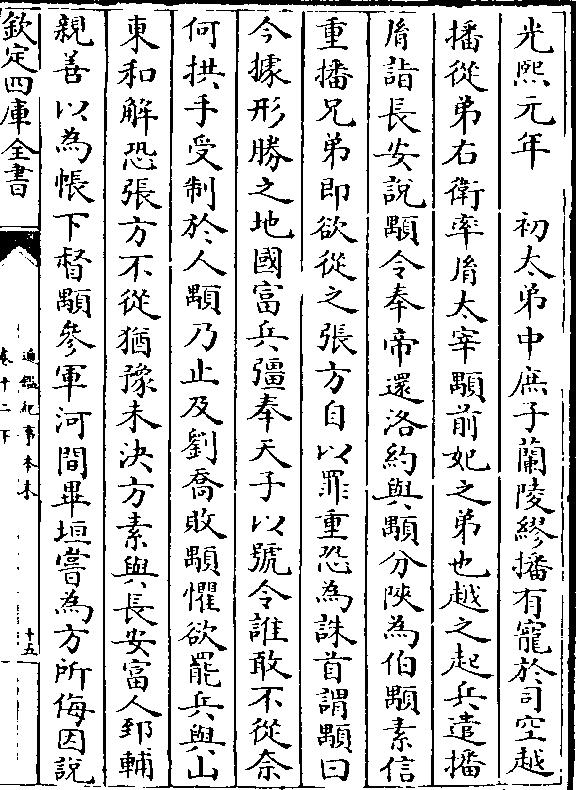 光熙元年　初太弟中庶子蘭陵繆播有寵於司空越
播從弟右衛率𦙍太宰顒前妃之弟也越之起兵遣播
𦙍詣長安說顒令奉帝還洛約與顒分陜為伯顒素信
重播兄弟即欲從之張方自以罪重恐為誅首謂顒曰
今據形勝之地國富兵彊奉天子以號令誰敢不從奈
何拱手受制於人顒乃止及劉喬敗顒懼欲罷兵與山
東和解恐張方不從猶豫未決方素與長安富人郅輔
親善以為帳下督顒參軍河間畢垣嘗為方所侮因說
欽定四庫全書
通鑑紀事本末
卷十二下
十五